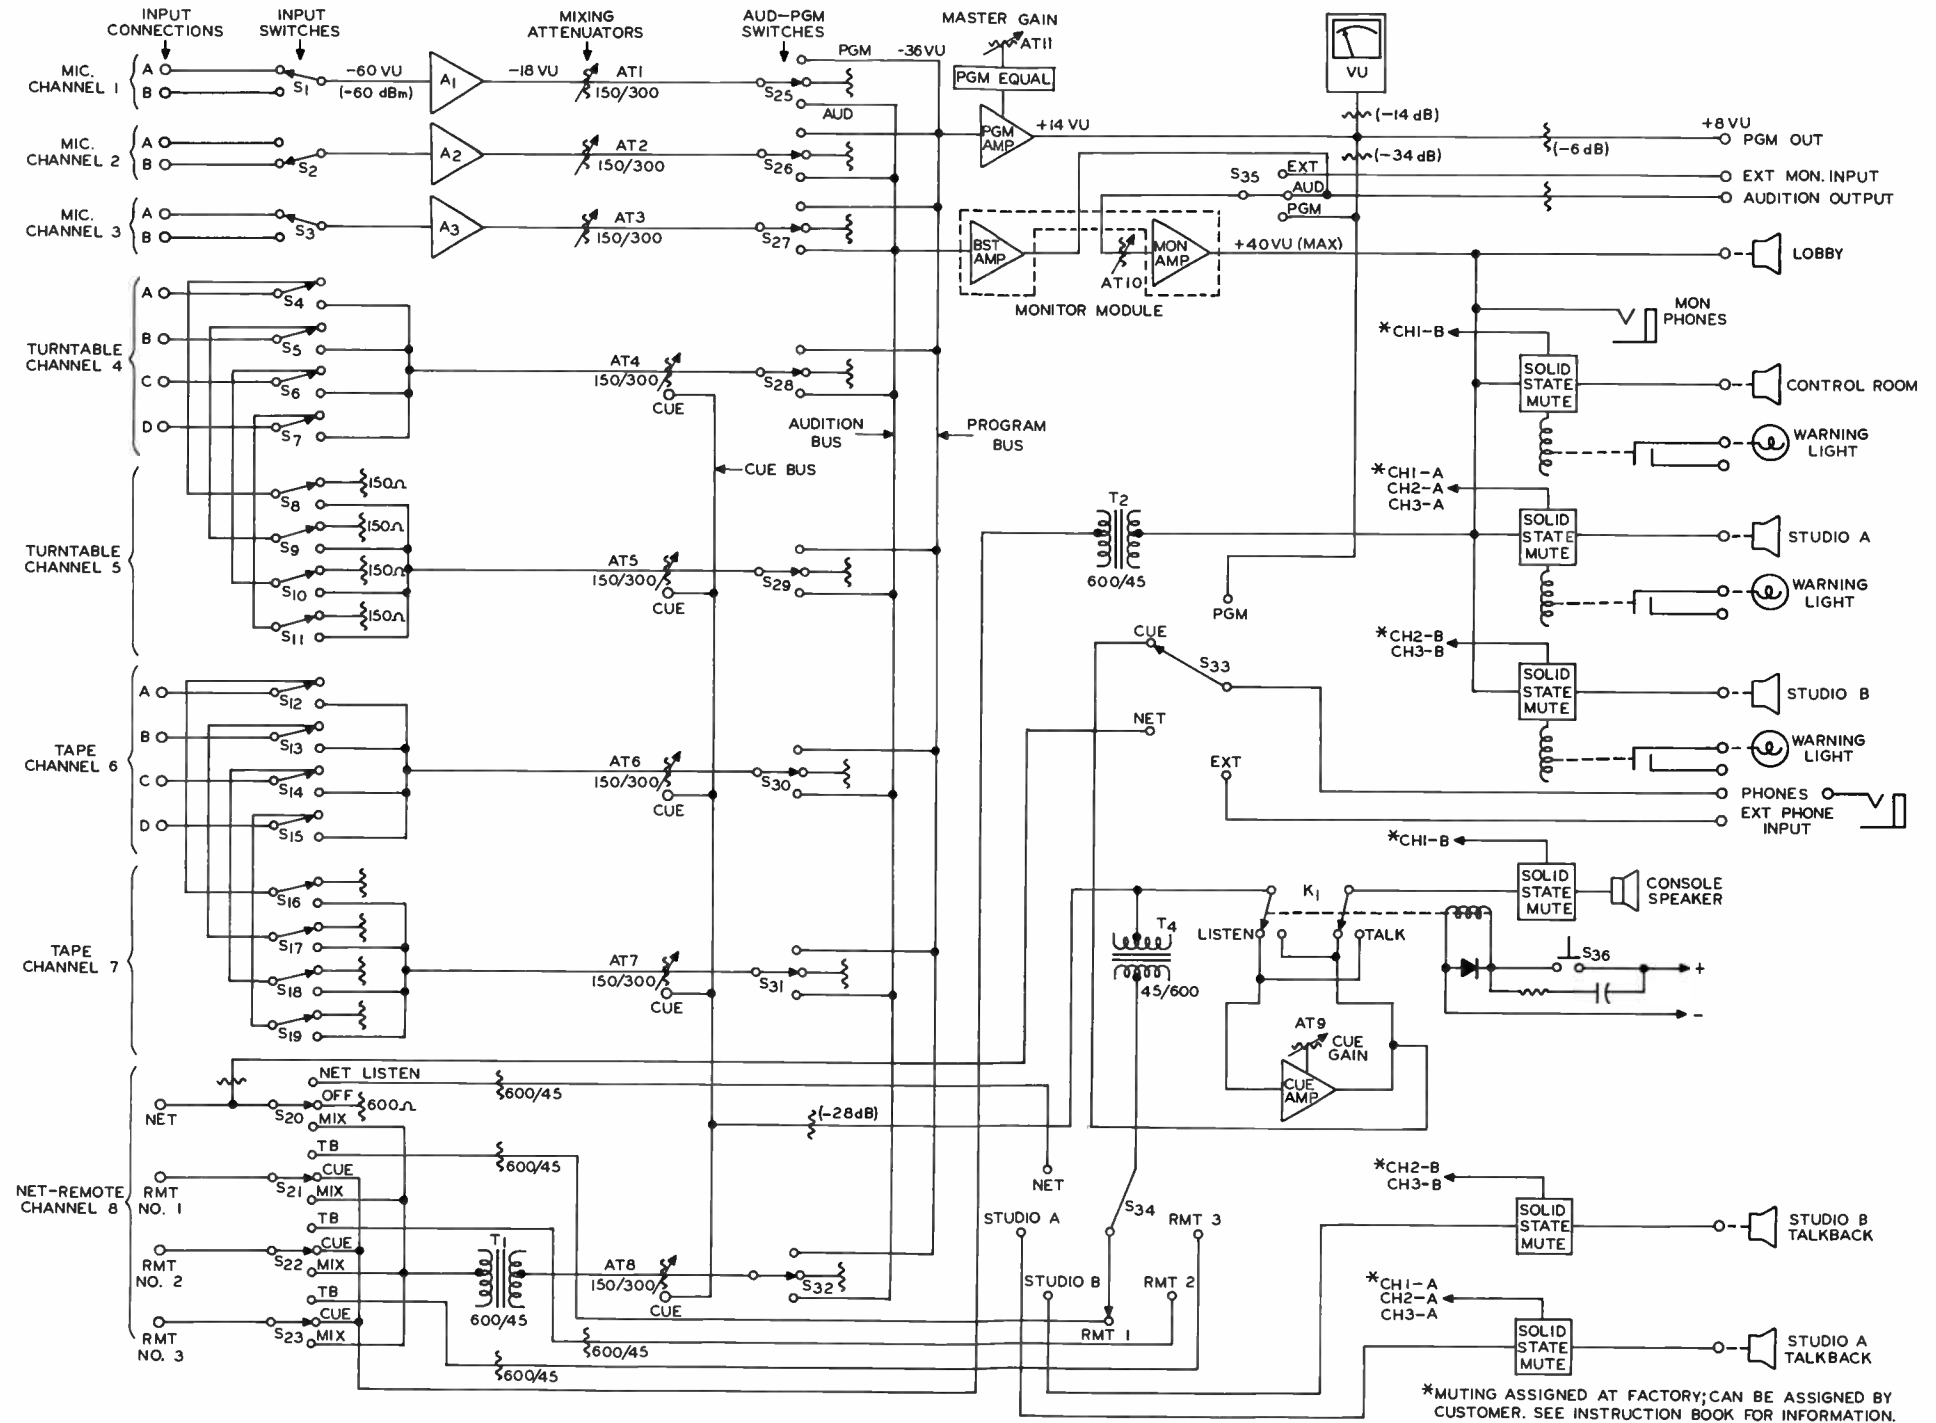 INPUT
CONNECTIONS
INPUT
SWITCHES
MIXING
ATTENUATORS
AUD-PGM
SWITCHES
MASTER GAIN
AT11
PGM EQUAL
VU
MIC.
CHANNEL 1
A
B
S1
-60 VU
(-60 dBm)
A1
-18 VU
AT1
150/300
S25
PGM
AUD
-36 VU
PGM
AMP
+14 VU
(-14 dB)
(-34 dB)
(-6 dB)
+8 VU
PGM OUT
MIC.
CHANNEL 2
A
B
S2
A2
AT2
150/300
S26
S35
EXT
AUD
PGM
EXT MON. INPUT
AUDITION OUTPUT
MIC.
CHANNEL 3
A
B
S3
A3
AT3
150/300
S27
BST
AMP
AT10
MON
AMP
+40 VU (MAX)
MONITOR MODULE
LOBBY
MON
PHONES
TURNTABLE
CHANNEL 4
A
B
C
D
S4
S5
S6
S7
AT4
150/300
CUE
S28
AUDITION
BUS
PROGRAM
BUS
CUE BUS
*CH1-B
SOLID
STATE
MUTE
CONTROL ROOM
WARNING
LIGHT
TURNTABLE
CHANNEL 5
S8
150Ω
S9
150Ω
S10
150Ω
S11
150Ω
AT5
150/300
CUE
S29
T2
600/45
*CH1-A
CH2-A
CH3-A
SOLID
STATE
MUTE
STUDIO A
WARNING
LIGHT
PGM
CUE
S33
NET
EXT
*CH2-B
CH3-B
SOLID
STATE
MUTE
STUDIO B
WARNING
LIGHT
PHONES
EXT PHONE
INPUT
TAPE
CHANNEL 6
A
B
C
D
S12
S13
S14
S15
AT6
150/300
CUE
S30
TAPE
CHANNEL 7
S16
S17
S18
S19
AT7
150/300
CUE
S31
*CH1-B
SOLID
STATE
MUTE
CONSOLE
SPEAKER
K1
LISTEN
TALK
T4
45/600
S36
+
-
AT9
CUE
GAIN
CUE
AMP
NET-REMOTE
CHANNEL 8
NET
S20
NET LISTEN
OFF
MIX
600Ω
600/45
(-28dB)
RMT
NO. 1
S21
TB
CUE
MIX
600/45
RMT
NO. 2
S22
TB
CUE
MIX
T1
600/45
RMT
NO. 3
S23
TB
CUE
MIX
AT8
150/300
CUE
S32
600/45
600/45
NET
STUDIO A
S34
RMT 3
STUDIO B
RMT 2
RMT 1
*CH2-B
CH3-B
SOLID
STATE
MUTE
STUDIO B
TALKBACK
*CH1-A
CH2-A
CH3-A
SOLID
STATE
MUTE
STUDIO A
TALKBACK
*MUTING ASSIGNED AT FACTORY; CAN BE ASSIGNED BY
CUSTOMER. SEE INSTRUCTION BOOK FOR INFORMATION.